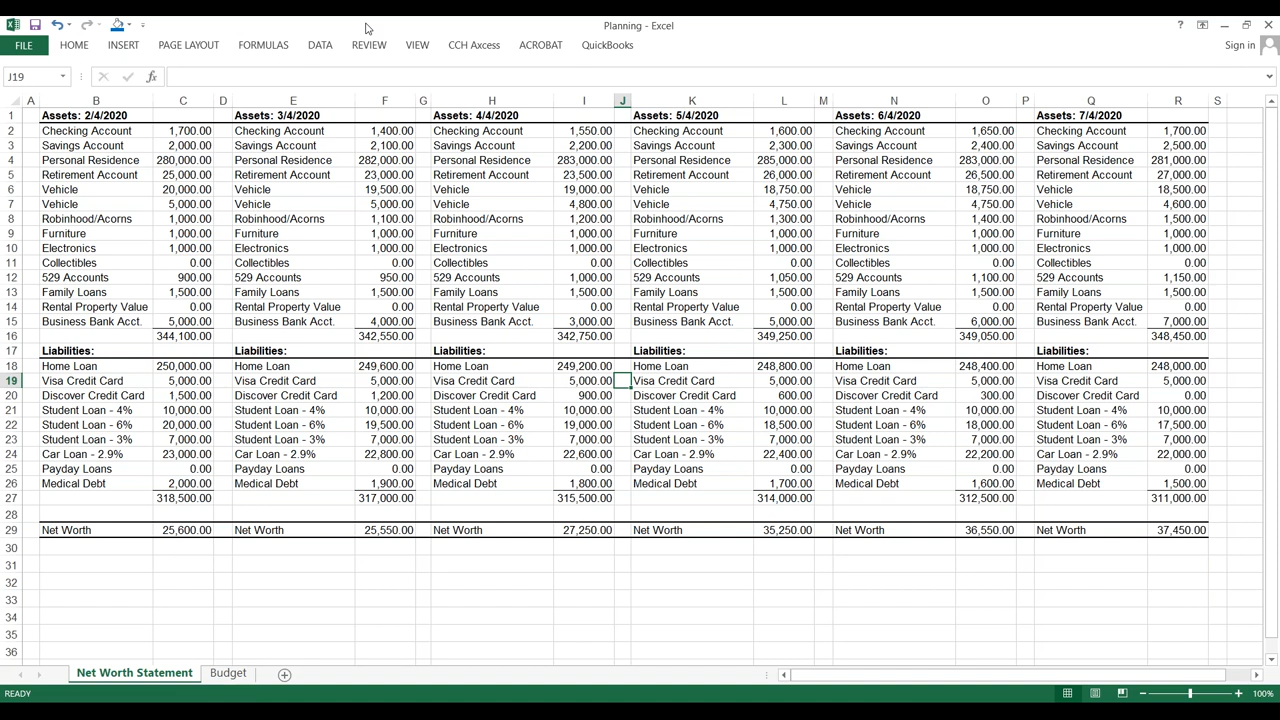 Planning - Excel
?
FILE HOME INSERT PAGE LAYOUT FORMULAS DATA REVIEW VIEW CCH Axcess ACROBAT QuickBooks Sign in
J19 fx
A B C D E F G H I J K L M N O P Q R S
1 Assets: 2/4/2020 Assets: 3/4/2020 Assets: 4/4/2020 Assets: 5/4/2020 Assets: 6/4/2020 Assets: 7/4/2020
2 Checking Account 1,700.00 Checking Account 1,400.00 Checking Account 1,550.00 Checking Account 1,600.00 Checking Account 1,650.00 Checking Account 1,700.00
3 Savings Account 2,000.00 Savings Account 2,100.00 Savings Account 2,200.00 Savings Account 2,300.00 Savings Account 2,400.00 Savings Account 2,500.00
4 Personal Residence 280,000.00 Personal Residence 282,000.00 Personal Residence 283,000.00 Personal Residence 285,000.00 Personal Residence 283,000.00 Personal Residence 281,000.00
5 Retirement Account 25,000.00 Retirement Account 23,000.00 Retirement Account 23,500.00 Retirement Account 26,000.00 Retirement Account 26,500.00 Retirement Account 27,000.00
6 Vehicle 20,000.00 Vehicle 19,500.00 Vehicle 19,000.00 Vehicle 18,750.00 Vehicle 18,750.00 Vehicle 18,500.00
7 Vehicle 5,000.00 Vehicle 5,000.00 Vehicle 4,800.00 Vehicle 4,750.00 Vehicle 4,750.00 Vehicle 4,600.00
8 Robinhood/Acorns 1,000.00 Robinhood/Acorns 1,100.00 Robinhood/Acorns 1,200.00 Robinhood/Acorns 1,300.00 Robinhood/Acorns 1,400.00 Robinhood/Acorns 1,500.00
9 Furniture 1,000.00 Furniture 1,000.00 Furniture 1,000.00 Furniture 1,000.00 Furniture 1,000.00 Furniture 1,000.00
10 Electronics 1,000.00 Electronics 1,000.00 Electronics 1,000.00 Electronics 1,000.00 Electronics 1,000.00 Electronics 1,000.00
11 Collectibles 0.00 Collectibles 0.00 Collectibles 0.00 Collectibles 0.00 Collectibles 0.00 Collectibles 0.00
12 529 Accounts 900.00 529 Accounts 950.00 529 Accounts 1,000.00 529 Accounts 1,050.00 529 Accounts 1,100.00 529 Accounts 1,150.00
13 Family Loans 1,500.00 Family Loans 1,500.00 Family Loans 1,500.00 Family Loans 1,500.00 Family Loans 1,500.00 Family Loans 1,500.00
14 Rental Property Value 0.00 Rental Property Value 0.00 Rental Property Value 0.00 Rental Property Value 0.00 Rental Property Value 0.00 Rental Property Value 0.00
15 Business Bank Acct. 5,000.00 Business Bank Acct. 4,000.00 Business Bank Acct. 3,000.00 Business Bank Acct. 5,000.00 Business Bank Acct. 6,000.00 Business Bank Acct. 7,000.00
16 344,100.00 342,550.00 342,750.00 349,250.00 349,050.00 348,450.00
17 Liabilities: Liabilities: Liabilities: Liabilities: Liabilities: Liabilities:
18 Home Loan 250,000.00 Home Loan 249,600.00 Home Loan 249,200.00 Home Loan 248,800.00 Home Loan 248,400.00 Home Loan 248,000.00
19 Visa Credit Card 5,000.00 Visa Credit Card 5,000.00 Visa Credit Card 5,000.00 Visa Credit Card 5,000.00 Visa Credit Card 5,000.00 Visa Credit Card 5,000.00
20 Discover Credit Card 1,500.00 Discover Credit Card 1,200.00 Discover Credit Card 900.00 Discover Credit Card 600.00 Discover Credit Card 300.00 Discover Credit Card 0.00
21 Student Loan - 4% 10,000.00 Student Loan - 4% 10,000.00 Student Loan - 4% 10,000.00 Student Loan - 4% 10,000.00 Student Loan - 4% 10,000.00 Student Loan - 4% 10,000.00
22 Student Loan - 6% 20,000.00 Student Loan - 6% 19,500.00 Student Loan - 6% 19,000.00 Student Loan - 6% 18,500.00 Student Loan - 6% 18,000.00 Student Loan - 6% 17,500.00
23 Student Loan - 3% 7,000.00 Student Loan - 3% 7,000.00 Student Loan - 3% 7,000.00 Student Loan - 3% 7,000.00 Student Loan - 3% 7,000.00 Student Loan - 3% 7,000.00
24 Car Loan - 2.9% 23,000.00 Car Loan - 2.9% 22,800.00 Car Loan - 2.9% 22,600.00 Car Loan - 2.9% 22,400.00 Car Loan - 2.9% 22,200.00 Car Loan - 2.9% 22,000.00
25 Payday Loans 0.00 Payday Loans 0.00 Payday Loans 0.00 Payday Loans 0.00 Payday Loans 0.00 Payday Loans 0.00
26 Medical Debt 2,000.00 Medical Debt 1,900.00 Medical Debt 1,800.00 Medical Debt 1,700.00 Medical Debt 1,600.00 Medical Debt 1,500.00
27 318,500.00 317,000.00 315,500.00 314,000.00 312,500.00 311,000.00
28
29 Net Worth 25,600.00 Net Worth 25,550.00 Net Worth 27,250.00 Net Worth 35,250.00 Net Worth 36,550.00 Net Worth 37,450.00
30
31
32
33
34
35
36
Net Worth Statement Budget
READY 100%